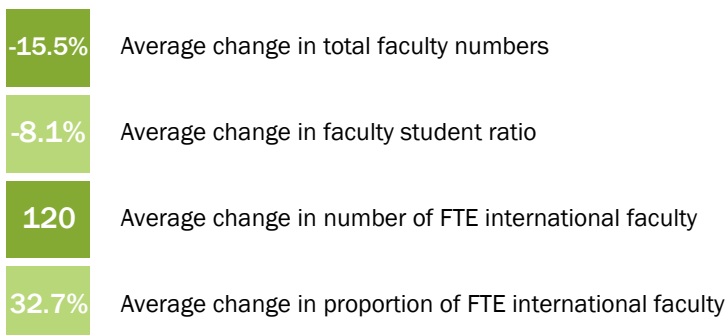 -15.5% Average change in total faculty numbers
-8.1% Average change in faculty student ratio
120 Average change in number of FTE international faculty
32.7% Average change in proportion of FTE international faculty